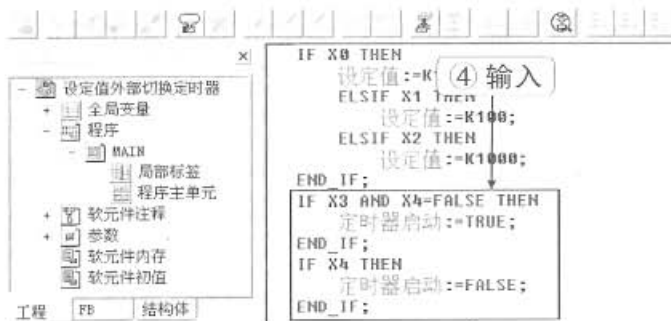 设定值外部切换定时器
全局变量
程序
MAIN
局部标签
程序主单元
软元件注释
参数
软元件内存
软元件初值
工程 FB 结构体
IF X0 THEN
设定值:=K
④ 输入
ELSIF X1 THEN
设定值:=K100;
ELSIF X2 THEN
设定值:=K1000;
END_IF;
IF X3 AND X4=FALSE THEN
定时器启动:=TRUE;
END_IF;
IF X4 THEN
定时器启动:=FALSE;
END_IF;